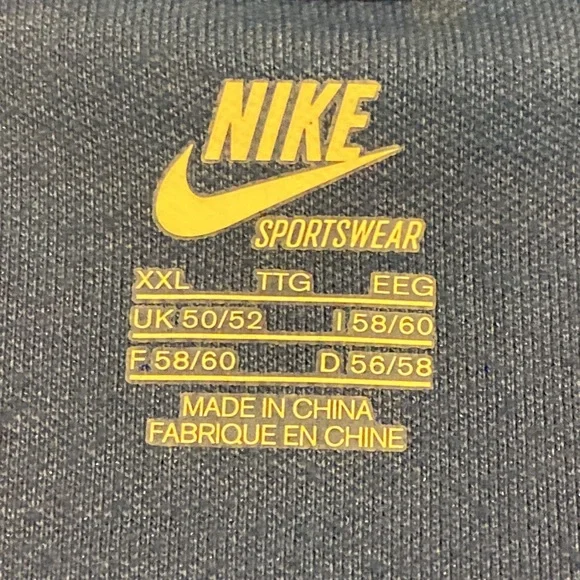 NIKE
SPORTSWEAR
XXL TTG EEG
UK 50/52 I 58/60
F 58/60 D 56/58
MADE IN CHINA
FABRIQUE EN CHINE